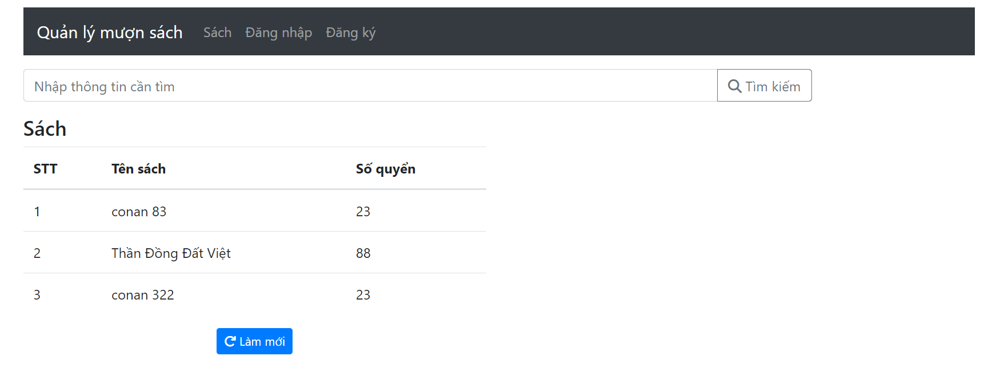 Quản lý mượn sách Sách Đăng nhập Đăng ký
Nhập thông tin cần tìm Tìm kiếm
Sách
STT Tên sách Số quyển
1 conan 83 23
2 Thần Đồng Đất Việt 88
3 conan 322 23
Làm mới